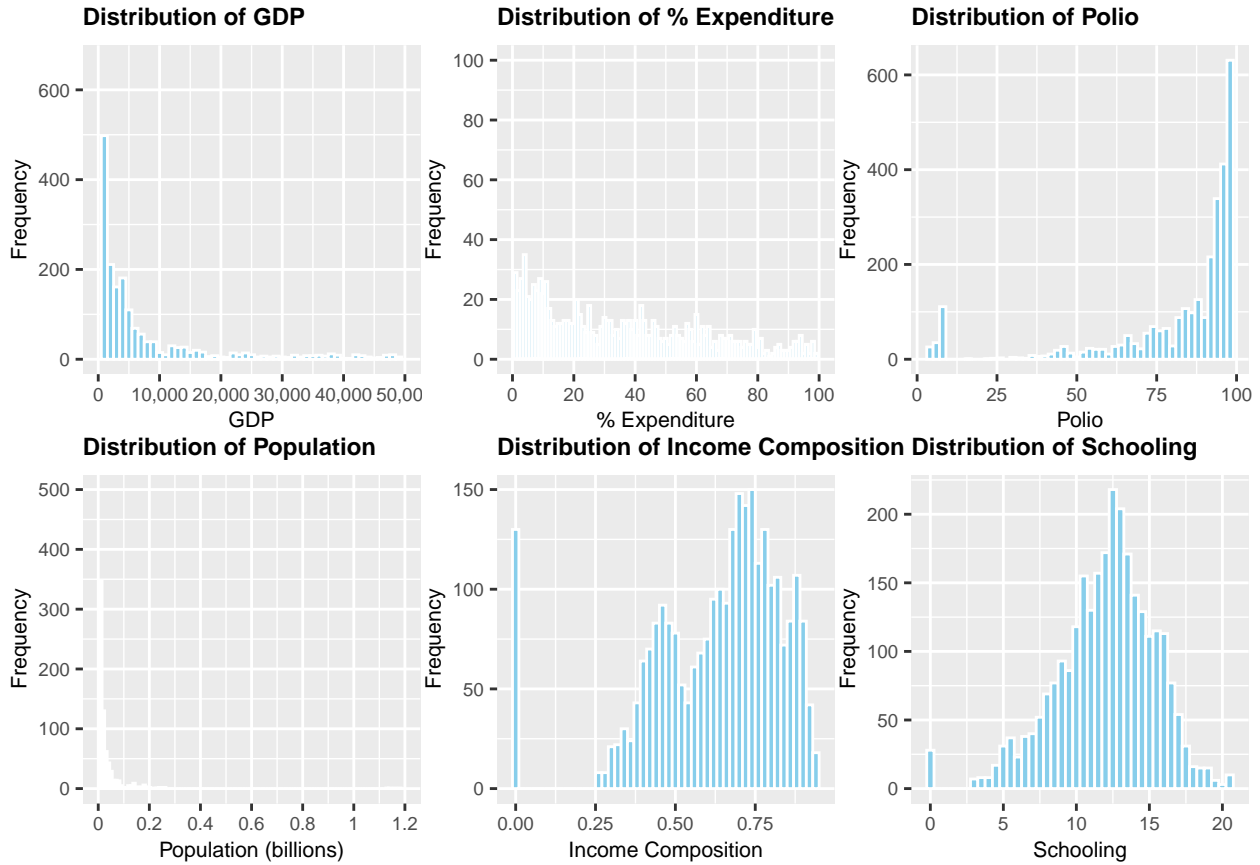 Distribution of GDP
Frequency
600
400
200
0
0 10,000 20,000 30,000 40,000 50,00
GDP
Distribution of % Expenditure
Frequency
100
80
60
40
20
0
0 20 40 60 80 100
% Expenditure
Distribution of Polio
Frequency
600
400
200
0
0 25 50 75 100
Polio
Distribution of Population
Frequency
500
400
300
200
100
0
0 0.2 0.4 0.6 0.8 1 1.2
Population (billions)
Distribution of Income Composition
Frequency
150
100
50
0
0.00 0.25 0.50 0.75
Income Composition
Distribution of Schooling
Frequency
200
150
100
50
0
0 5 10 15 20
Schooling